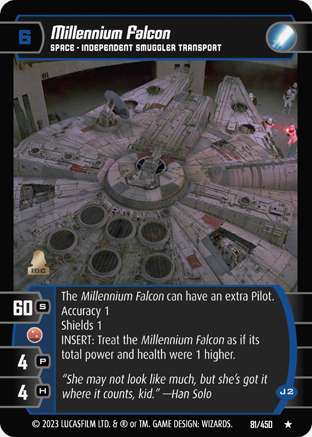 6
Millennium Falcon
SPACE - INDEPENDENT SMUGGLER TRANSPORT
IDC
60 S
The Millennium Falcon can have an extra Pilot.
Accuracy 1
Shields 1
INSERT: Treat the Millennium Falcon as if its
total power and health were 1 higher.
4 P
4 H
“She may not look like much, but she’s got it
where it counts, kid.” —Han Solo
J2
© 2023 LUCASFILM LTD. & ® or TM. GAME DESIGN: WIZARDS.
81/450